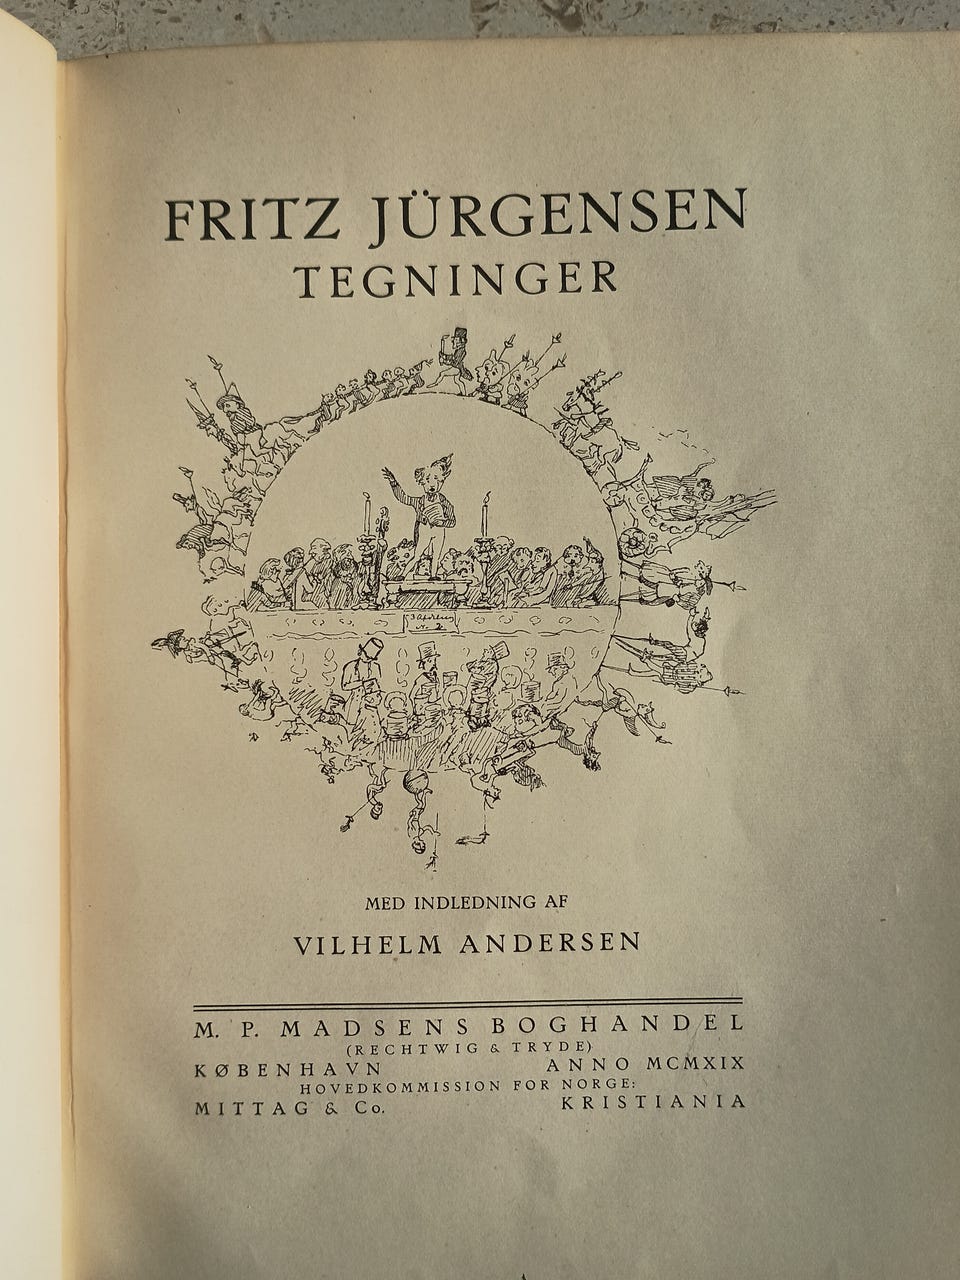 FRITZ JÜRGENSEN
TEGNINGER
MED INDLEDNING AF
VILHELM ANDERSEN
M. P. MADSENS BOGHANDEL
(RECHTWIG & TRYDE)
KØBENHAVN ANNO MCMXIX
HOVEDKOMMISSION FOR NORGE:
MITTAG & Co. KRISTIANIA